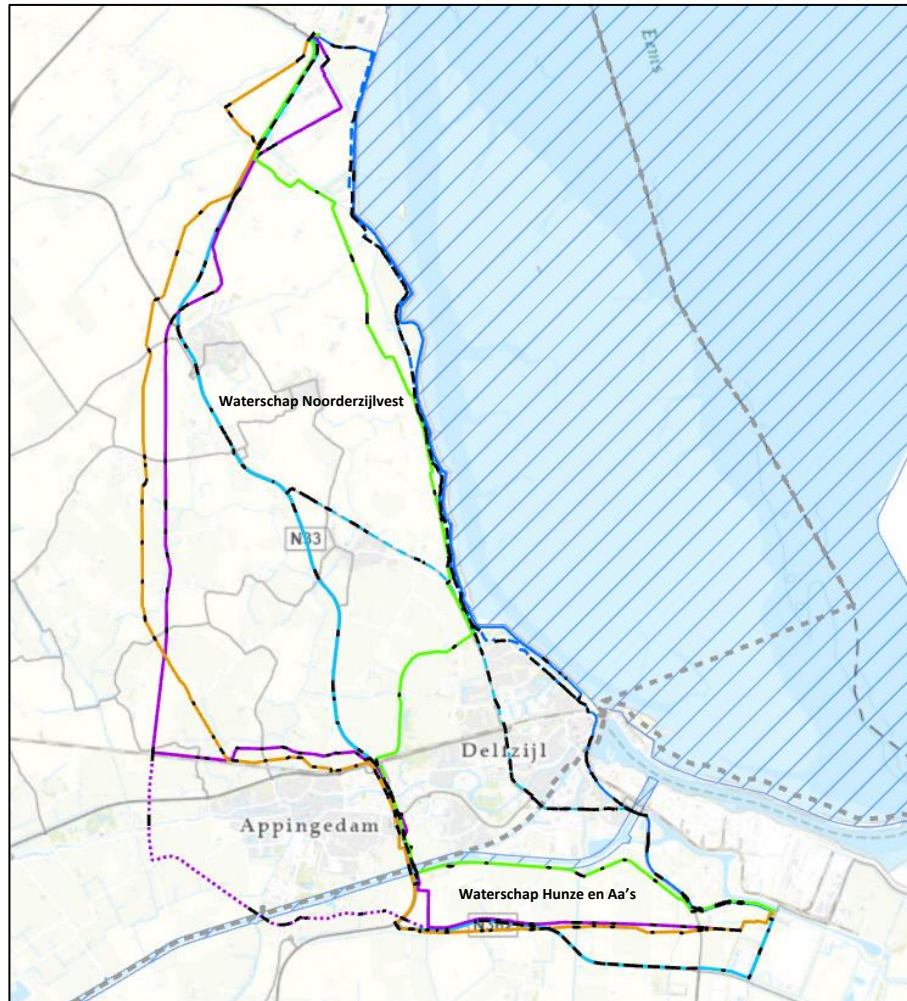 Eems
Waterschap Noorderzijlvest
N33
Delfzijl
Appingedam
Waterschap Hunze en Aa's